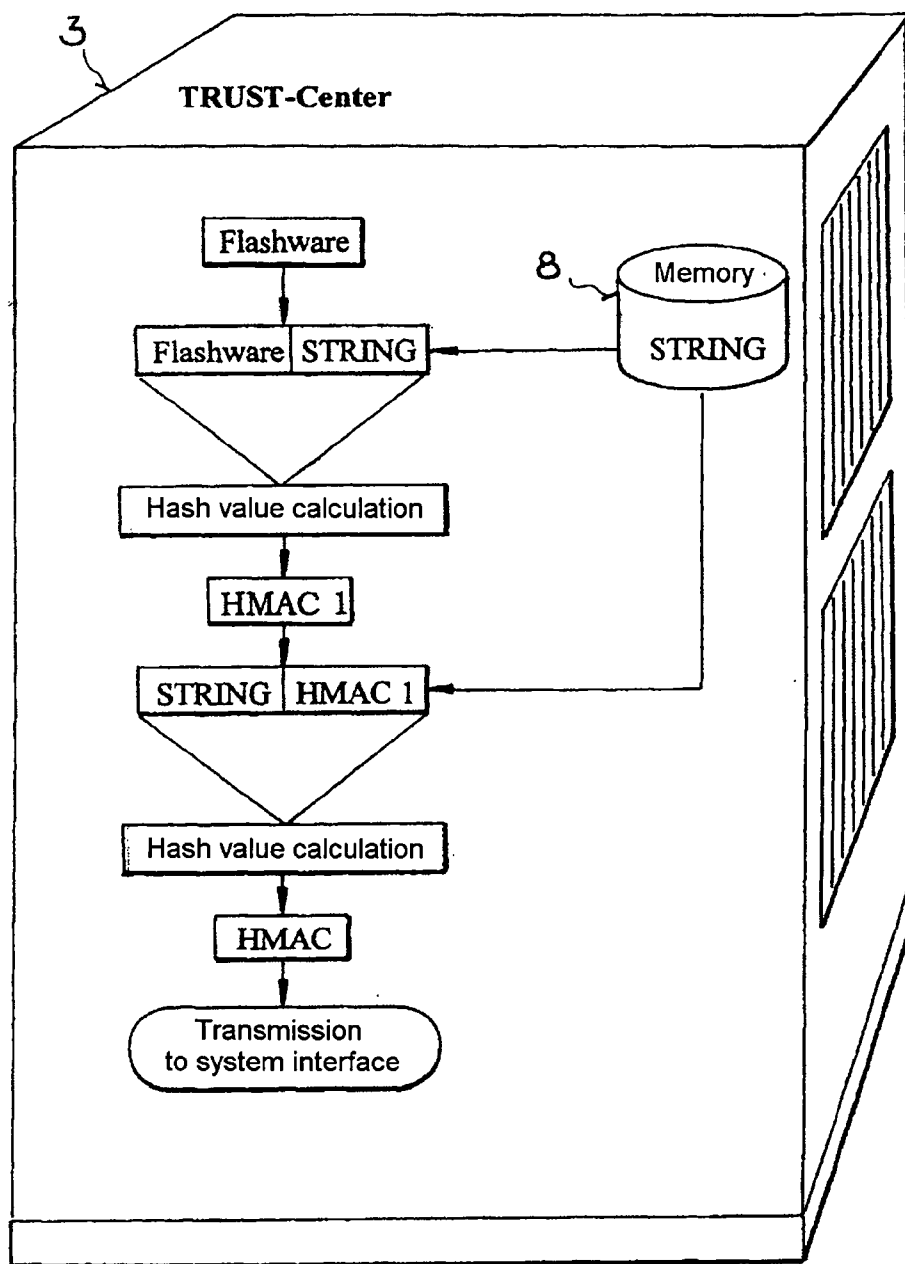 3
TRUST-Center
Flashware
8
Memory
Flashware STRING
STRING
Hash value calculation
HMAC 1
STRING HMAC 1
Hash value calculation
HMAC
Transmission
to system interface